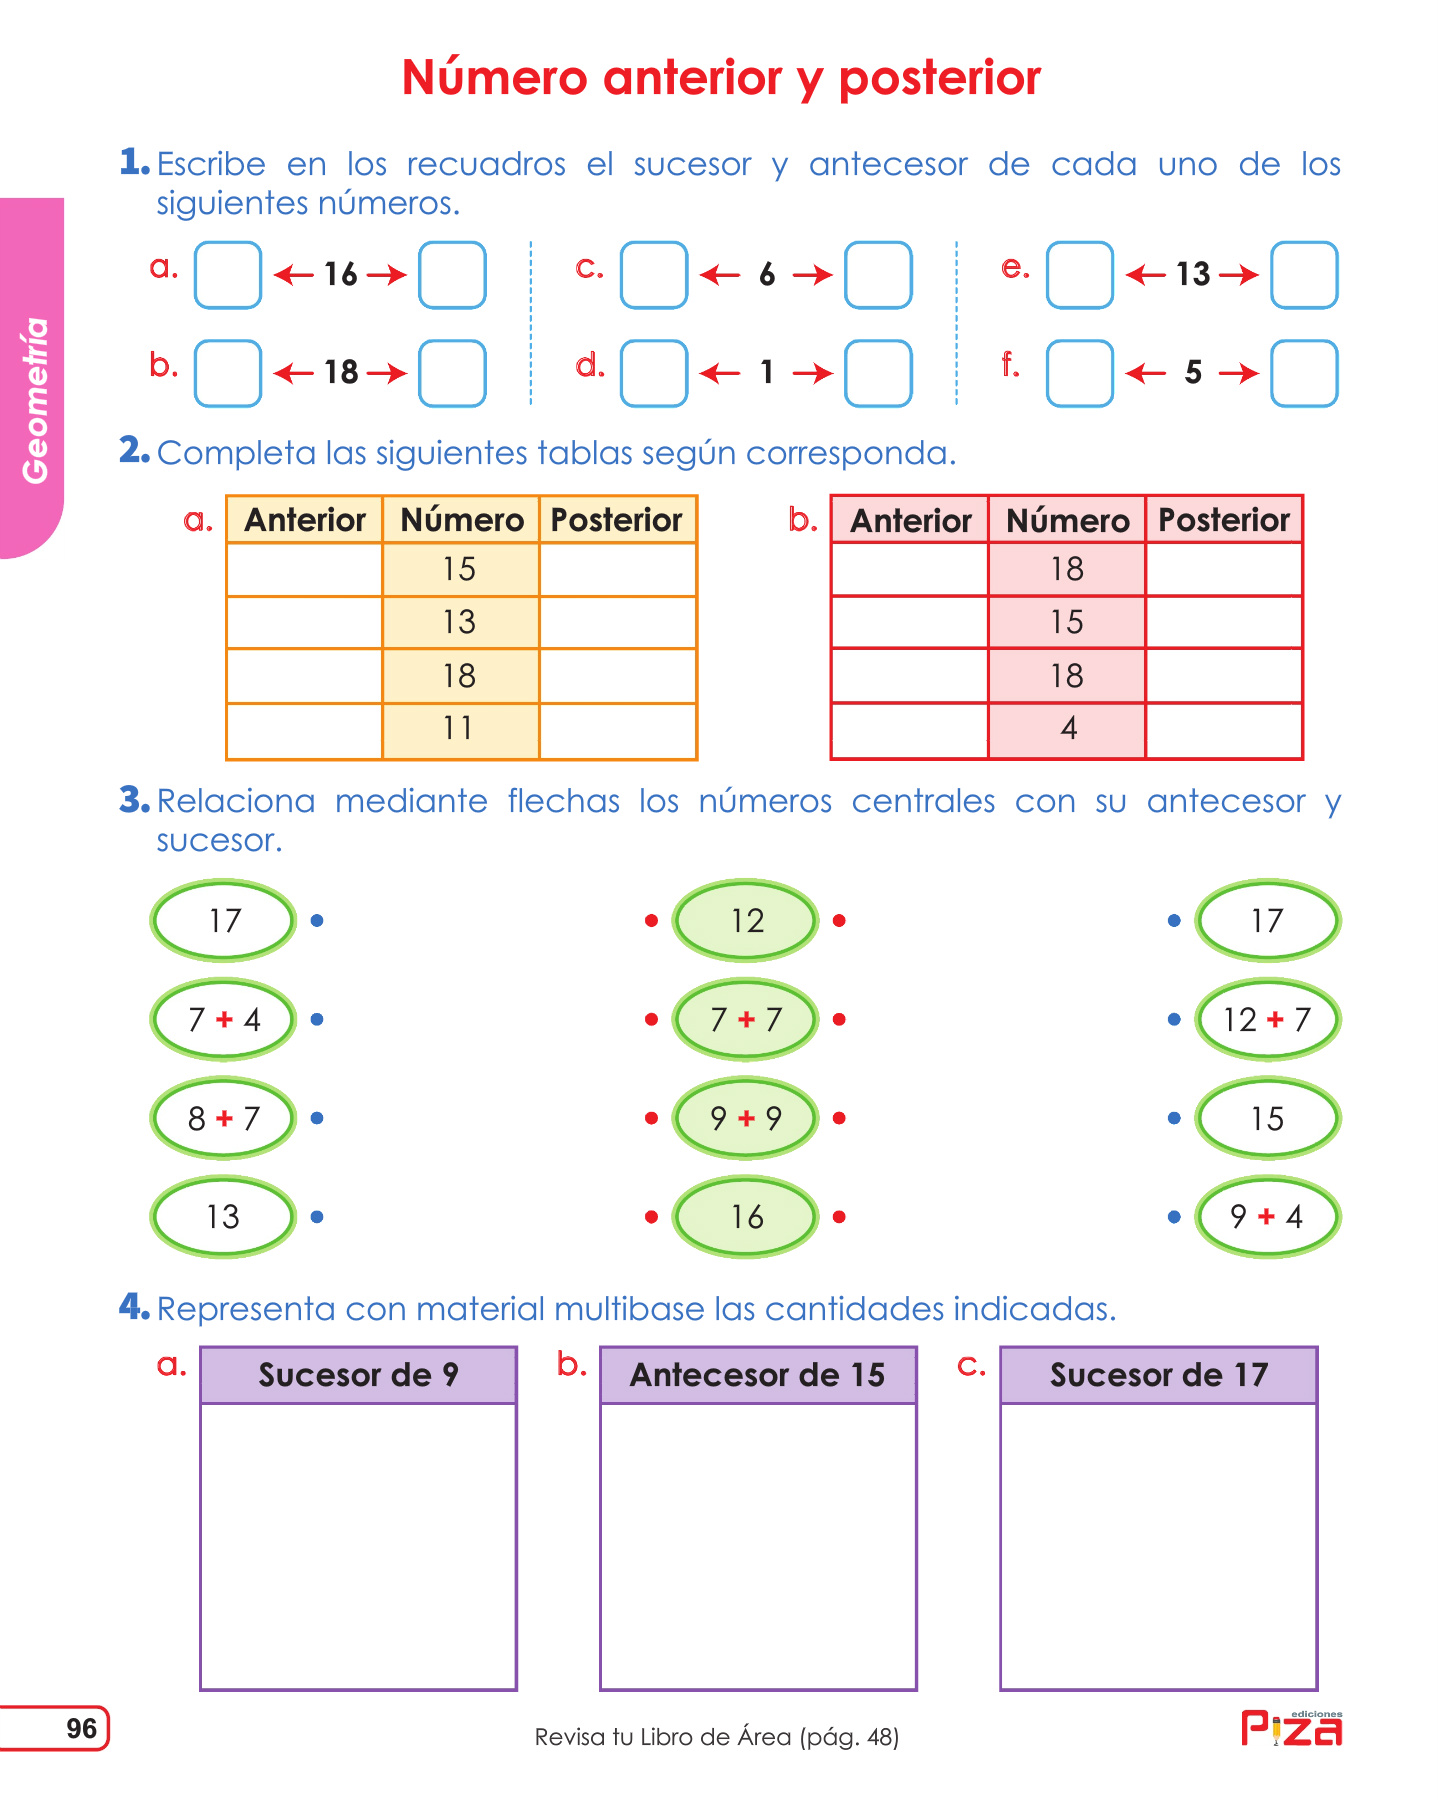 Número anterior y posterior
1. Escribe en los recuadros el sucesor y antecesor de cada uno de los
siguientes números.
a. 16 c. 6 e. 13
b. 18 d. 1 f. 5
Geometría
2. Completa las siguientes tablas según corresponda.
a. Anterior Número Posterior b. Anterior Número Posterior
15 18
13 15
18 18
11 4
3. Relaciona mediante flechas los números centrales con su antecesor y
sucesor.
17 12 17
7 + 4 7 + 7 12 + 7
8 + 7 9 + 9 15
13 16 9 + 4
4. Representa con material multibase las cantidades indicadas.
a. Sucesor de 9 b. Antecesor de 15 c. Sucesor de 17
96
Revisa tu Libro de Área (pág. 48)
ediciones
Piza